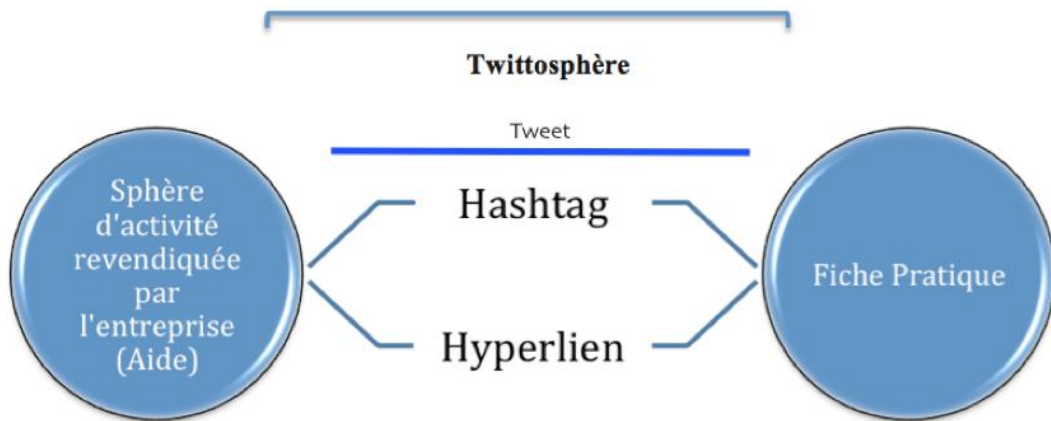 Twittosphère
Tweet
Sphère
d'activité
revendiquée
par
l'entreprise
(Aide)
Hashtag
Hyperlien
Fiche Pratique